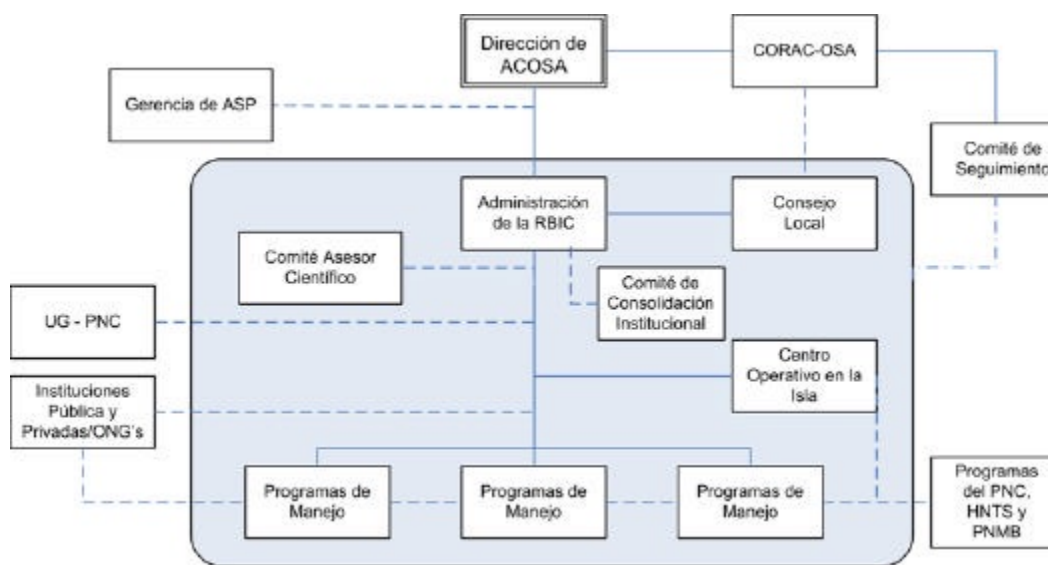 Dirección de
ACOSA
CORAC-OSA
Gerencia de ASP
Comité de
Seguimiento
Administración
de la RBIC
Consejo
Local
Comité Asesor
Científico
Comité de
Consolidación
Institucional
UG - PNC
Centro
Operativo en la
Isla
Instituciones
Pública y
Privadas/ONG's
Programas de
Manejo
Programas de
Manejo
Programas de
Manejo
Programas
del PNC,
HNTS y
PNMB